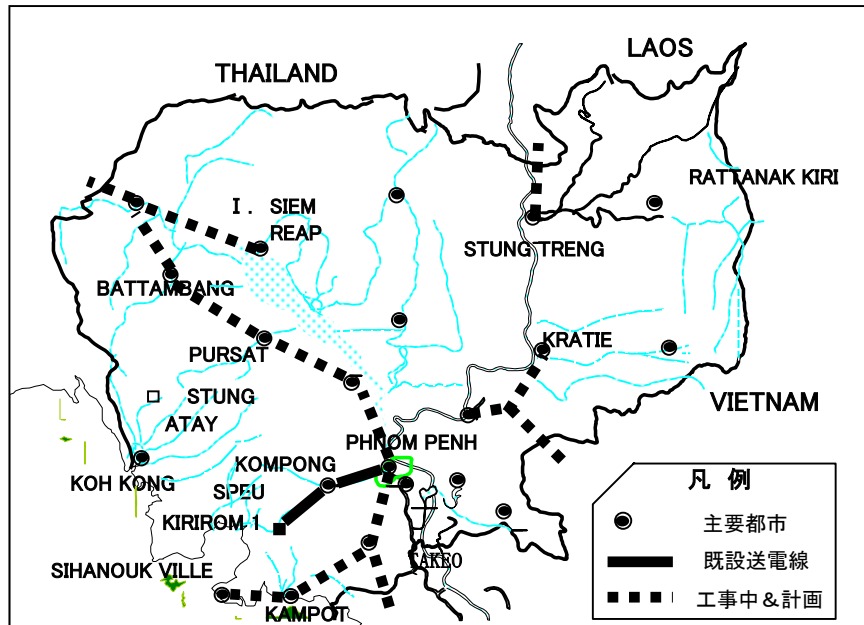 LAOS
THAILAND
RATTANAK KIRI
I. SIEM
REAP
STUNG TRENG
BATTAMBANG
KRATIE
PURSAT
STUNG
ATAY
VIETNAM
PHNOM PENH
KOMPONG
SPEU
KOH KONG
KIRIROM 1
TAKEO
SIHANOUK VILLE
KAMPOT
凡 例
主要都市
既設送電線
工事中&計画